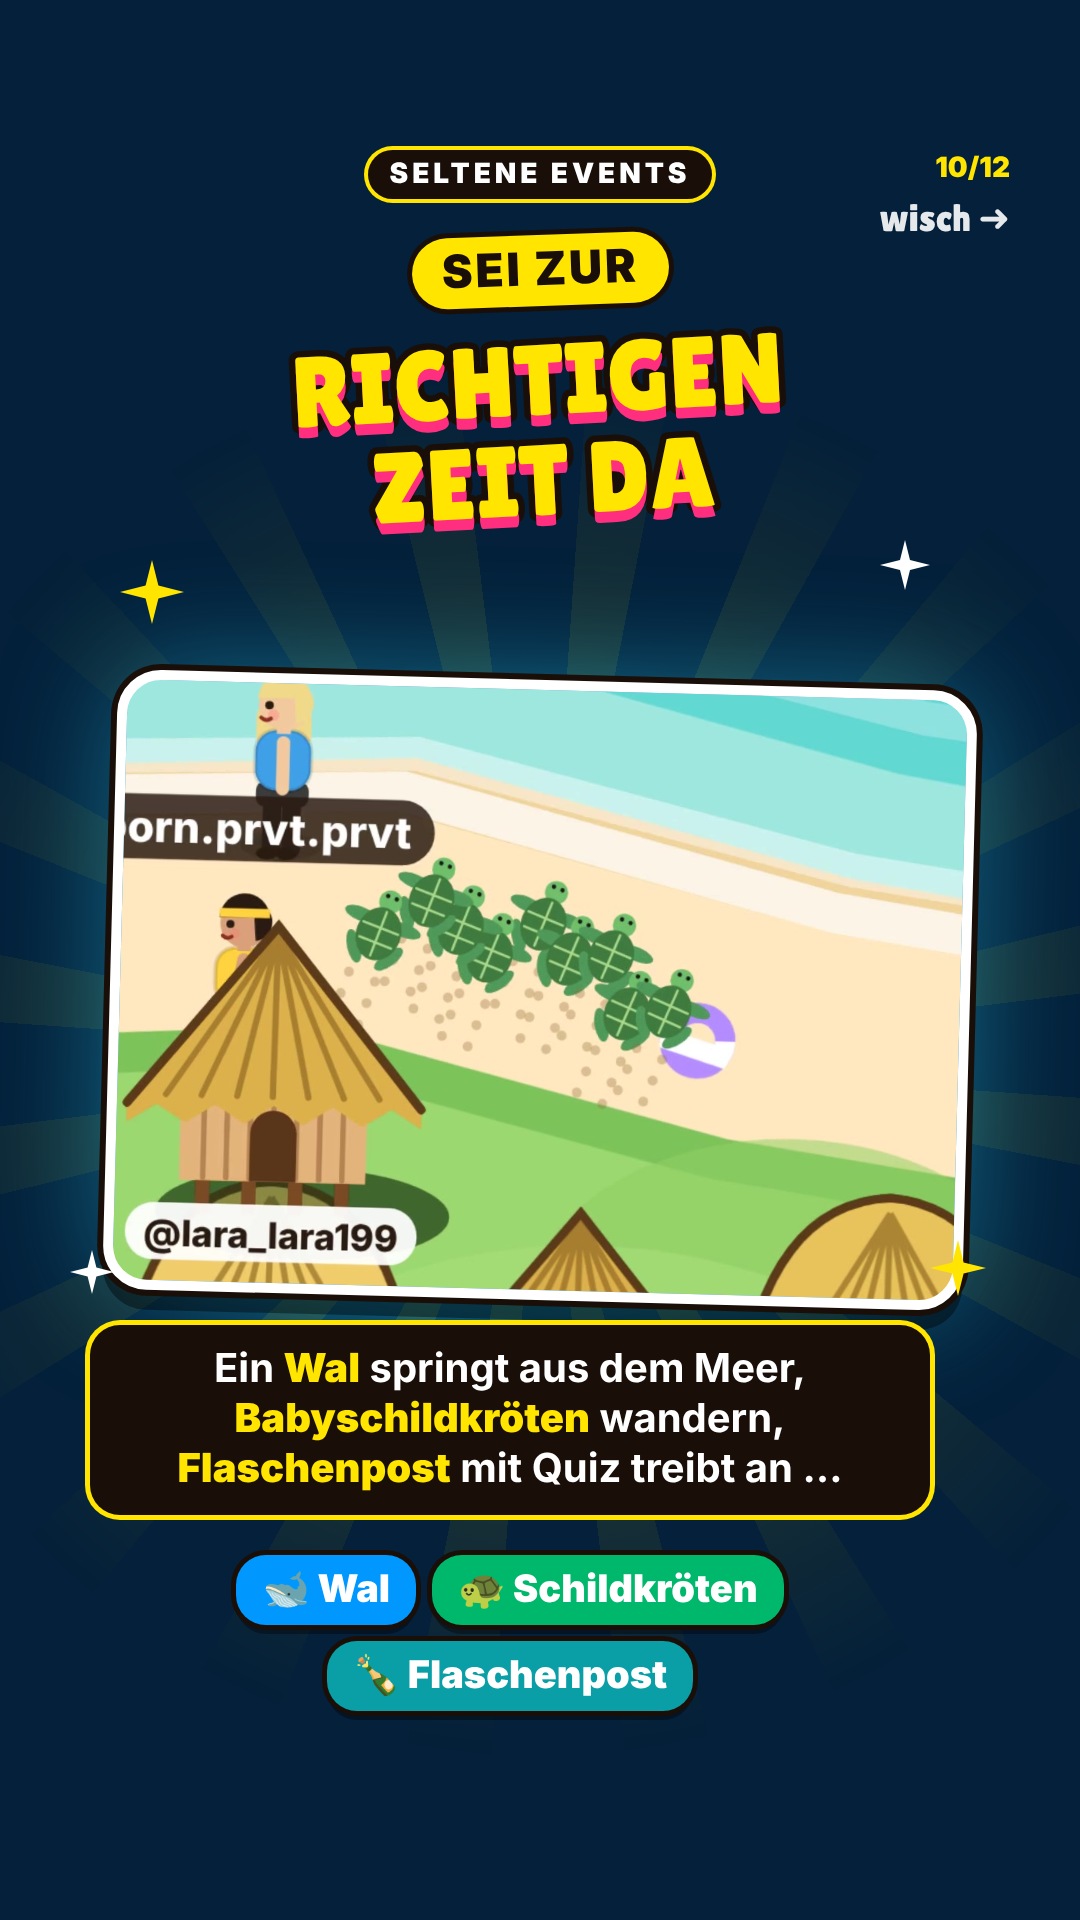 SELTENE EVENTS
10/12
wisch →
SEI ZUR
RICHTIGEN
ZEIT DA
orn.prvt.prvt
@lara_lara199
Ein Wal springt aus dem Meer,
Babyschildkröten wandern,
Flaschenpost mit Quiz treibt an ...
Wal
Schildkröten
Flaschenpost